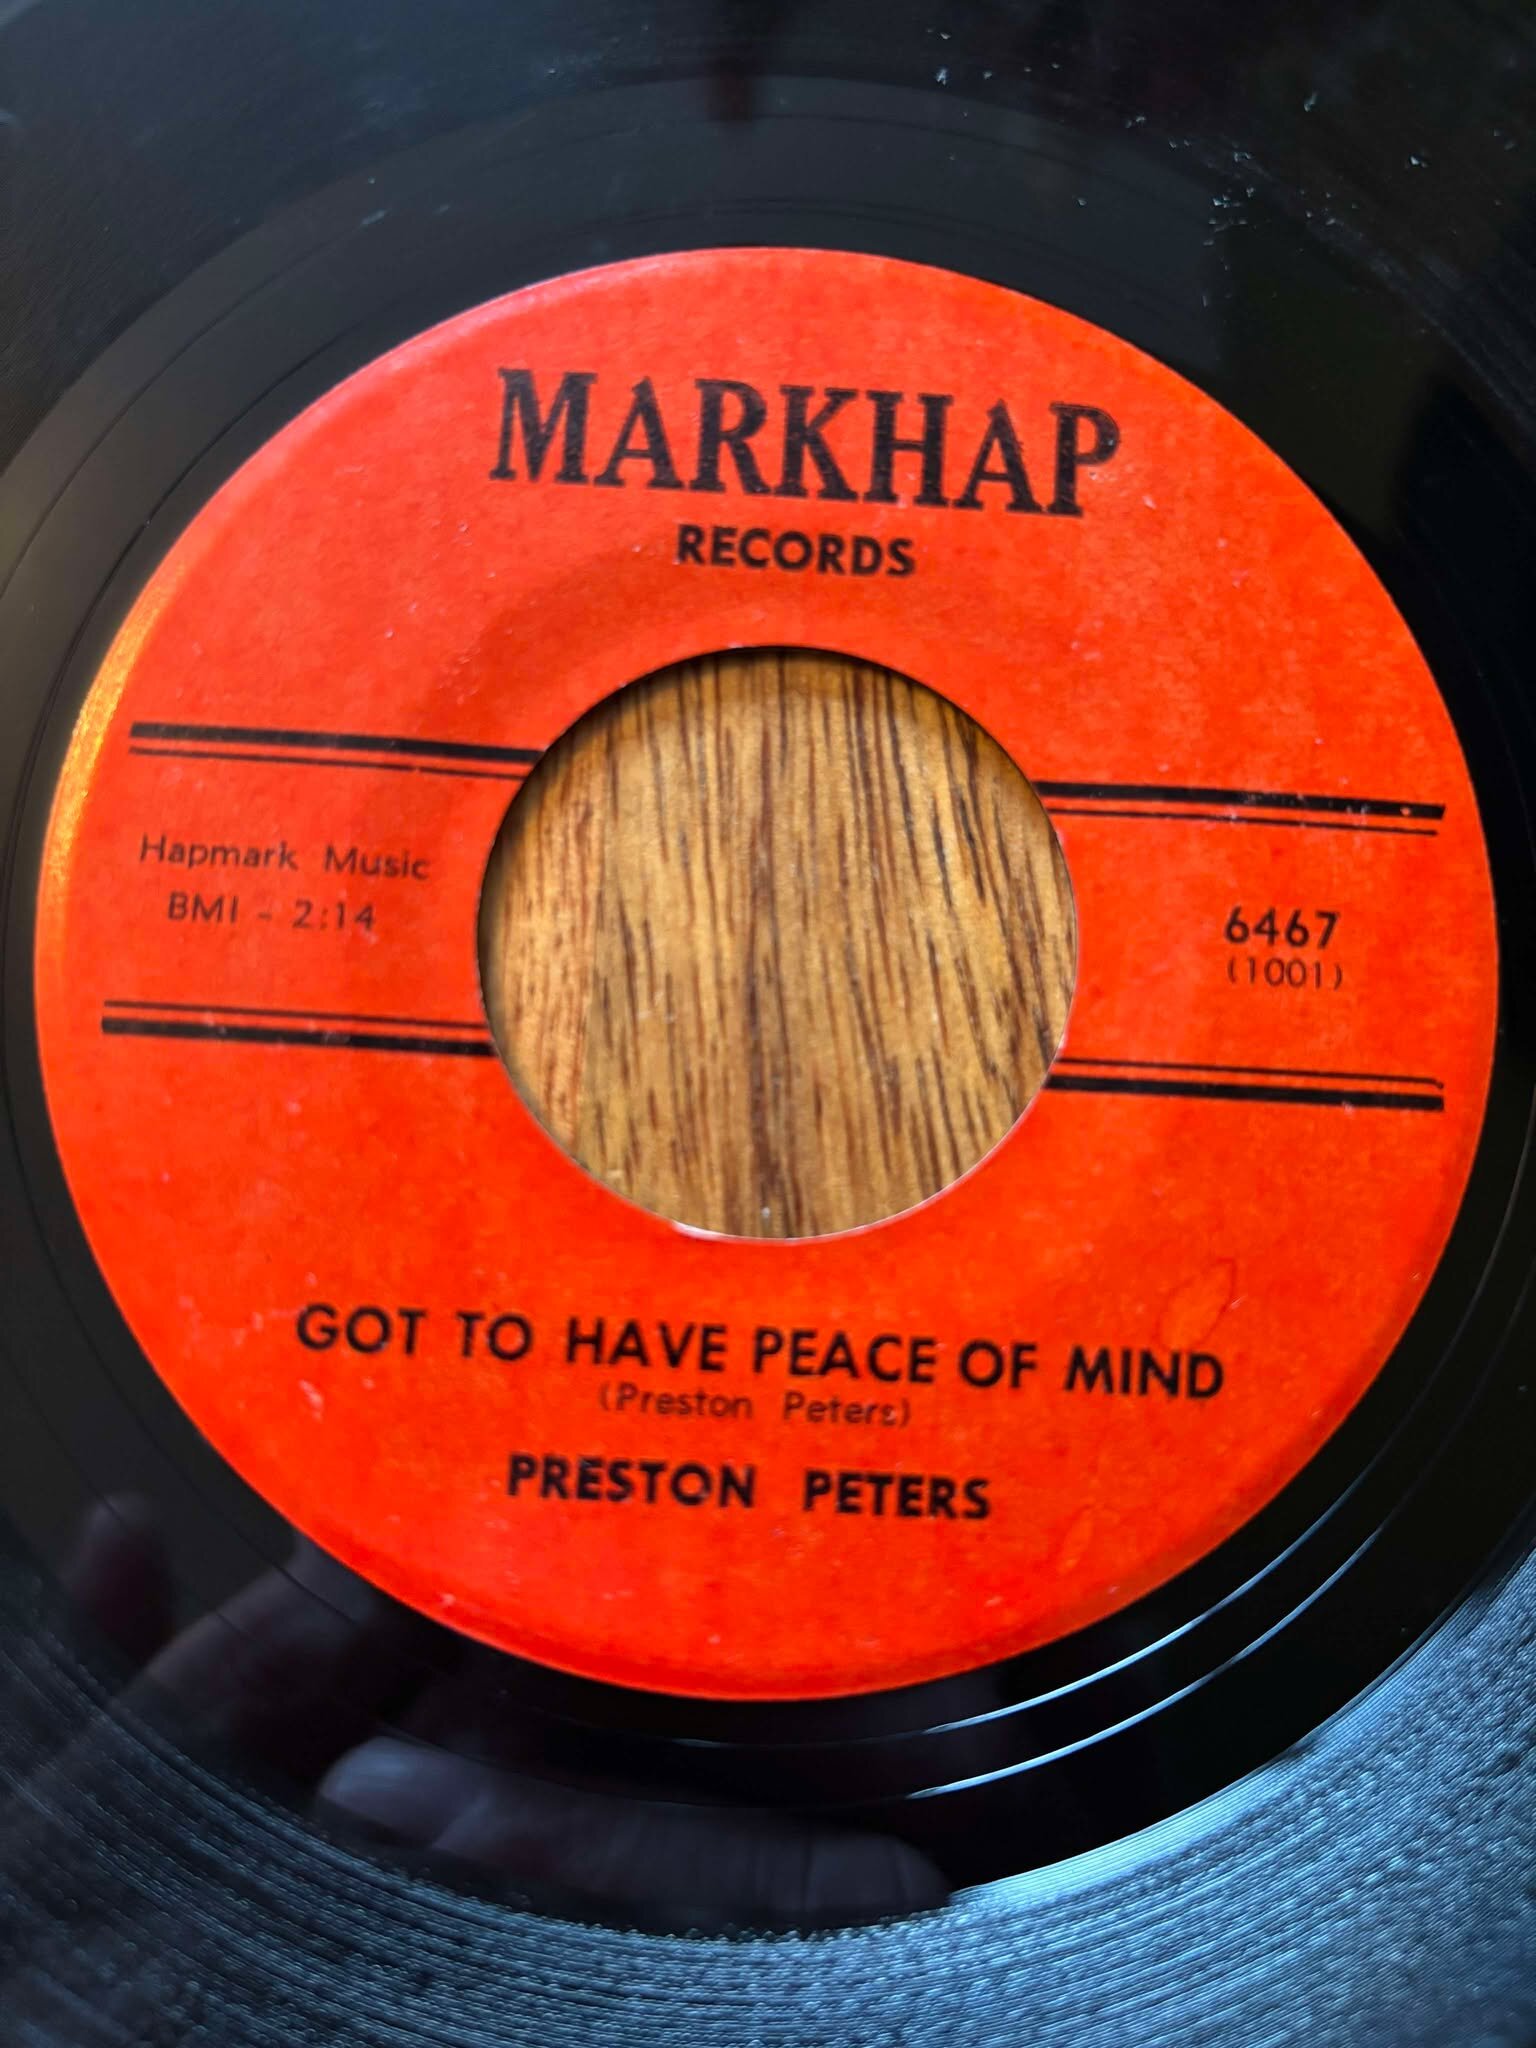 MARKHAP
RECORDS
Hapmark Music
BMI - 2:14
6467
(1001)
GOT TO HAVE PEACE OF MIND
(Preston Peters)
PRESTON PETERS